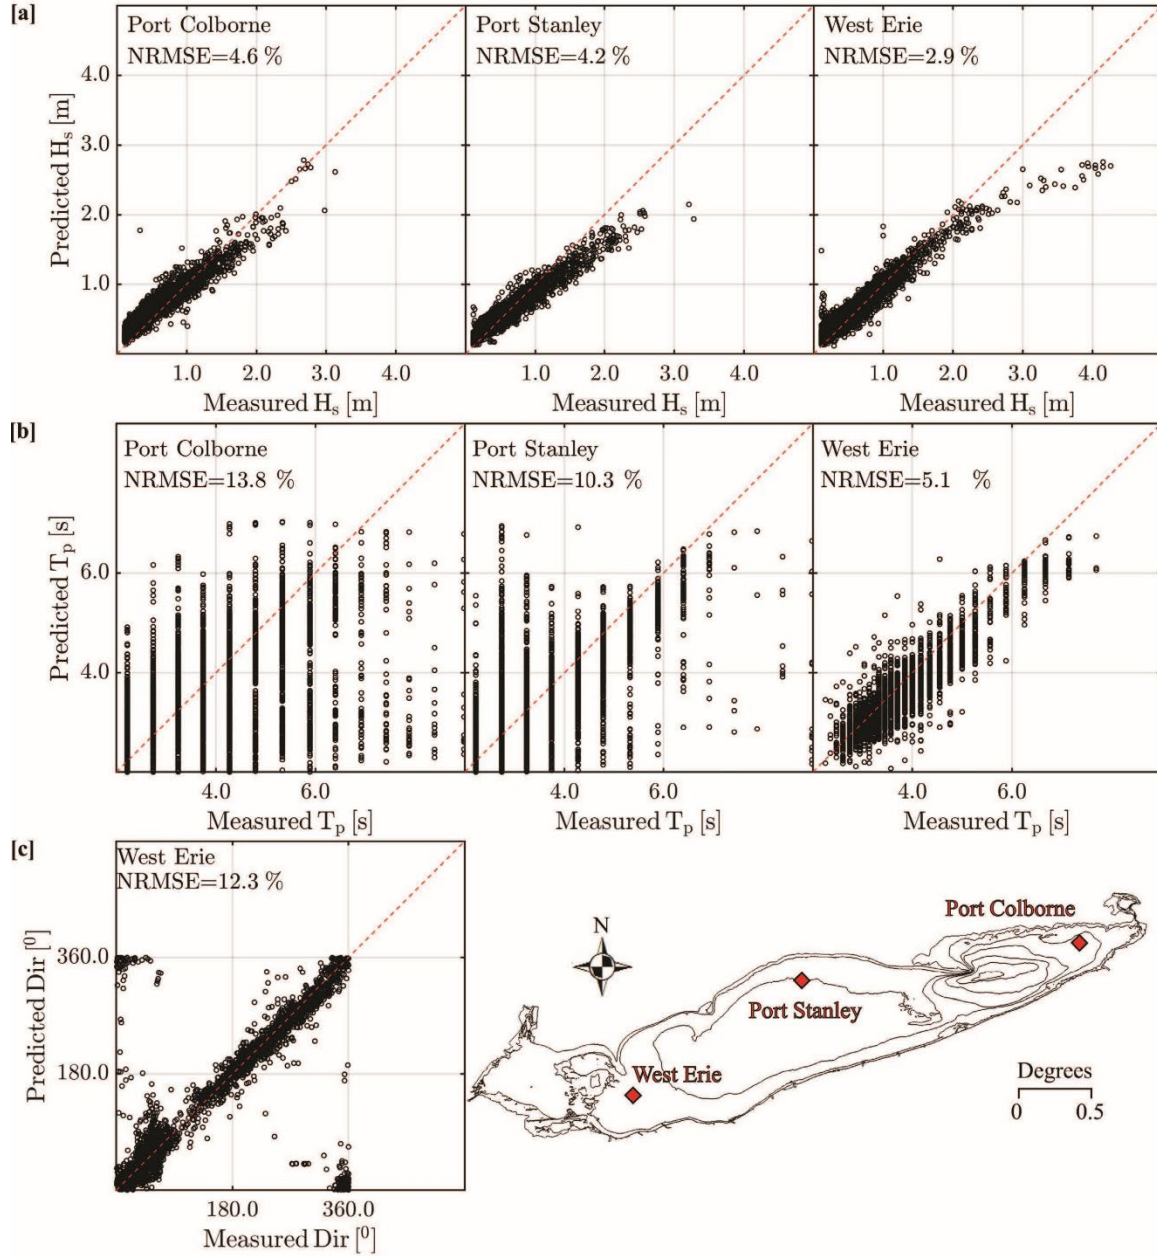 [a]
Port Colborne
NRMSE=4.6 %
Port Stanley
NRMSE=4.2 %
West Erie
NRMSE=2.9 %
4.0
3.0
2.0
1.0
Predicted Hₛ [m]
1.0 2.0 3.0 4.0
1.0 2.0 3.0 4.0
1.0 2.0 3.0 4.0
Measured Hₛ [m]
Measured Hₛ [m]
Measured Hₛ [m]
[b]
Port Colborne
NRMSE=13.8 %
Port Stanley
NRMSE=10.3 %
West Erie
NRMSE=5.1 %
6.0
4.0
Predicted Tₚ [s]
4.0 6.0
4.0 6.0
4.0 6.0
Measured Tₚ [s]
Measured Tₚ [s]
Measured Tₚ [s]
[c]
West Erie
NRMSE=12.3 %
360.0
180.0
Predicted Dir [⁰]
180.0 360.0
Measured Dir [⁰]
N
Port Colborne
Port Stanley
West Erie
Degrees
0 0.5